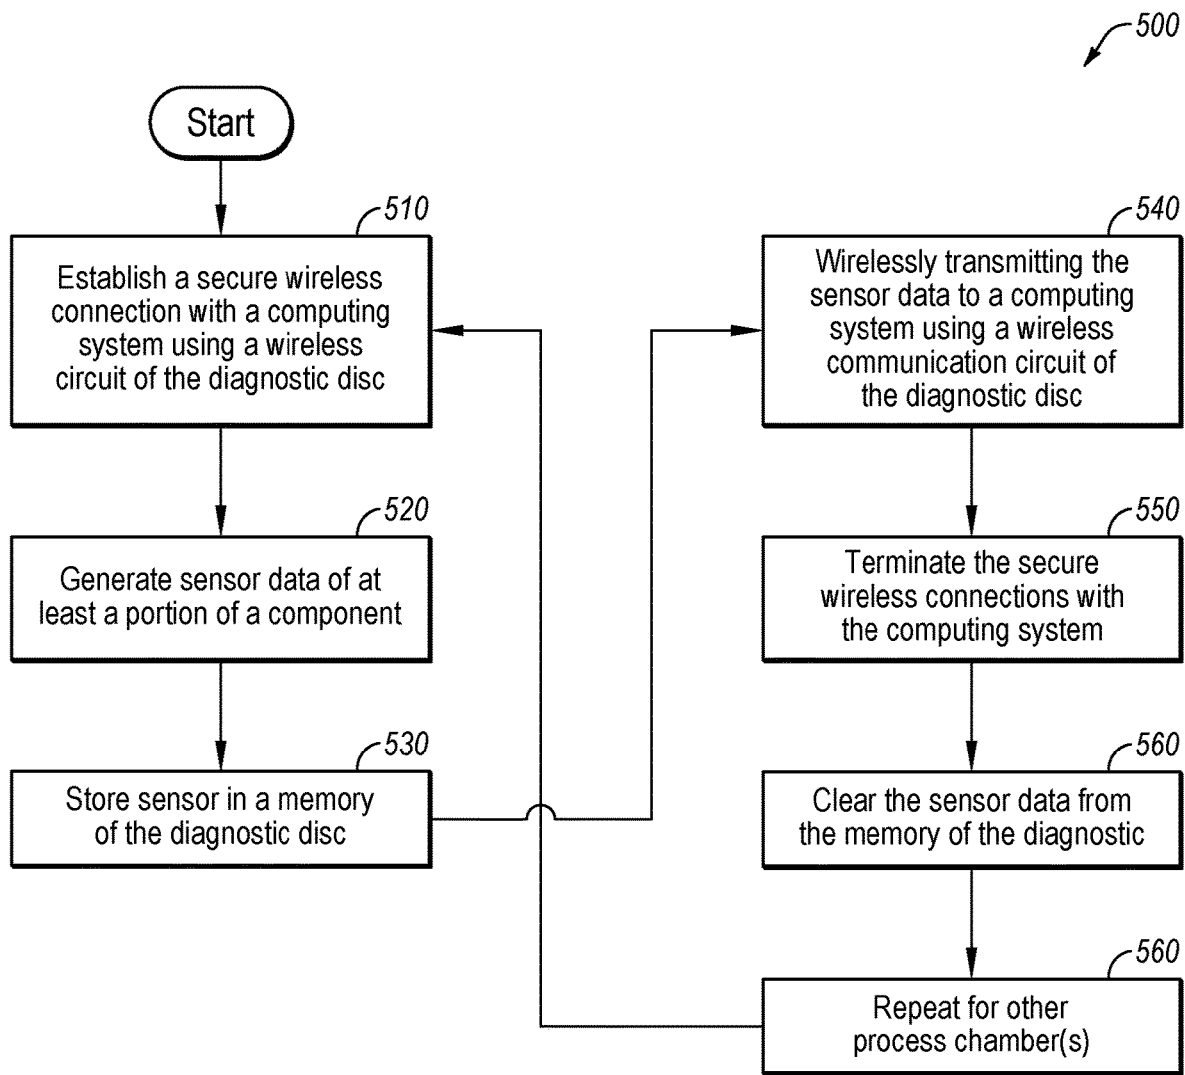 500
Start
510
Establish a secure wireless
connection with a computing
system using a wireless
circuit of the diagnostic disc
520
Generate sensor data of at
least a portion of a component
530
Store sensor in a memory
of the diagnostic disc
540
Wirelessly transmitting the
sensor data to a computing
system using a wireless
communication circuit of
the diagnostic disc
550
Terminate the secure
wireless connections with
the computing system
560
Clear the sensor data from
the memory of the diagnostic
560
Repeat for other
process chamber(s)